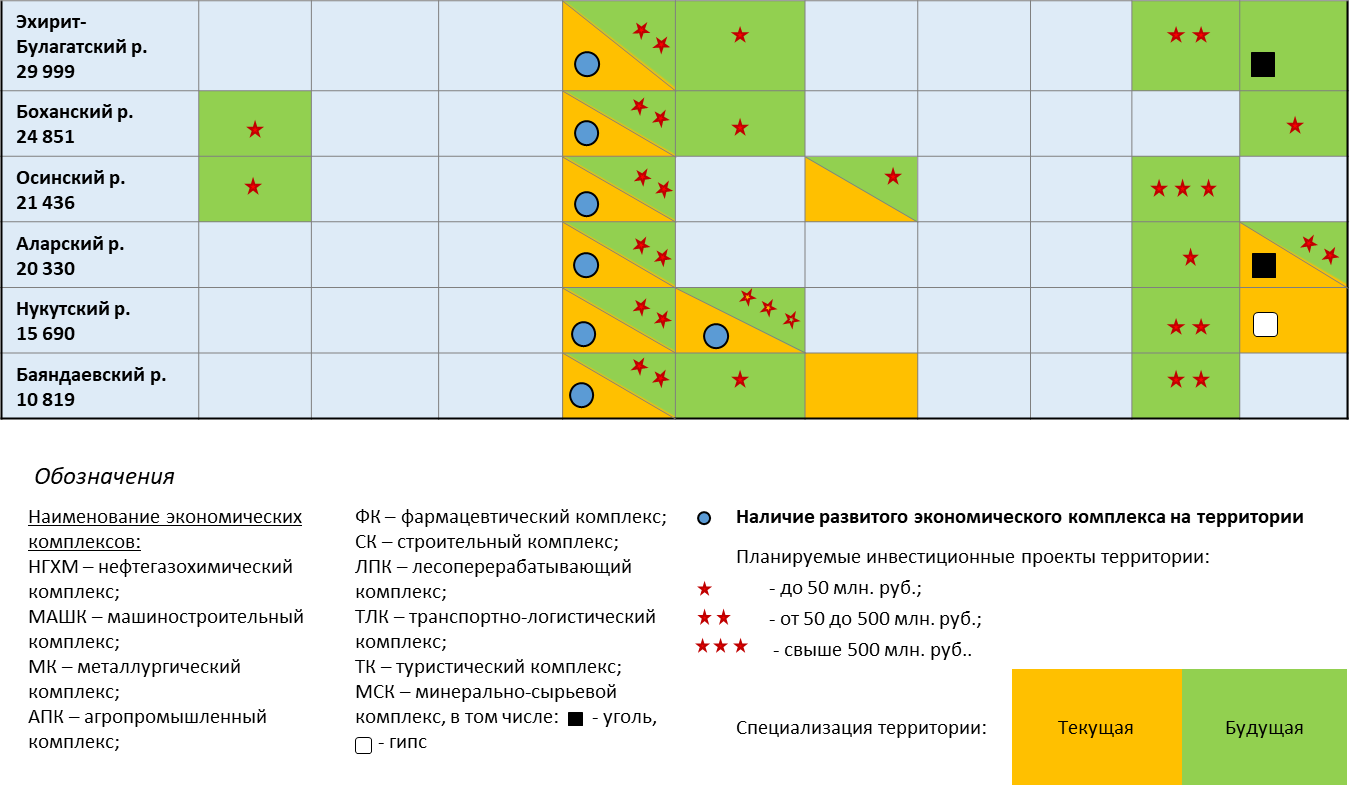 Эхирит-
Булагатский р.
29 999
Боханский р.
24 851
Осинский р.
21 436
Аларский р.
20 330
Нукутский р.
15 690
Баяндаевский р.
10 819
Обозначения
Наименование экономических
комплексов:
НГХМ – нефтегазохимический
комплекс;
МАШК – машиностроительный
комплекс;
МК – металлургический
комплекс;
АПК – агропромышленный
комплекс;
ФК – фармацевтический комплекс;
СК – строительный комплекс;
ЛПК – лесоперерабатывающий
комплекс;
ТЛК – транспортно-логистический
комплекс;
ТК – туристический комплекс;
МСК – минерально-сырьевой
комплекс, в том числе: - уголь,
- гипс
Наличие развитого экономического комплекса на территории
Планируемые инвестиционные проекты территории:
- до 50 млн. руб.;
- от 50 до 500 млн. руб.;
- свыше 500 млн. руб..
Специализация территории:
Текущая
Будущая